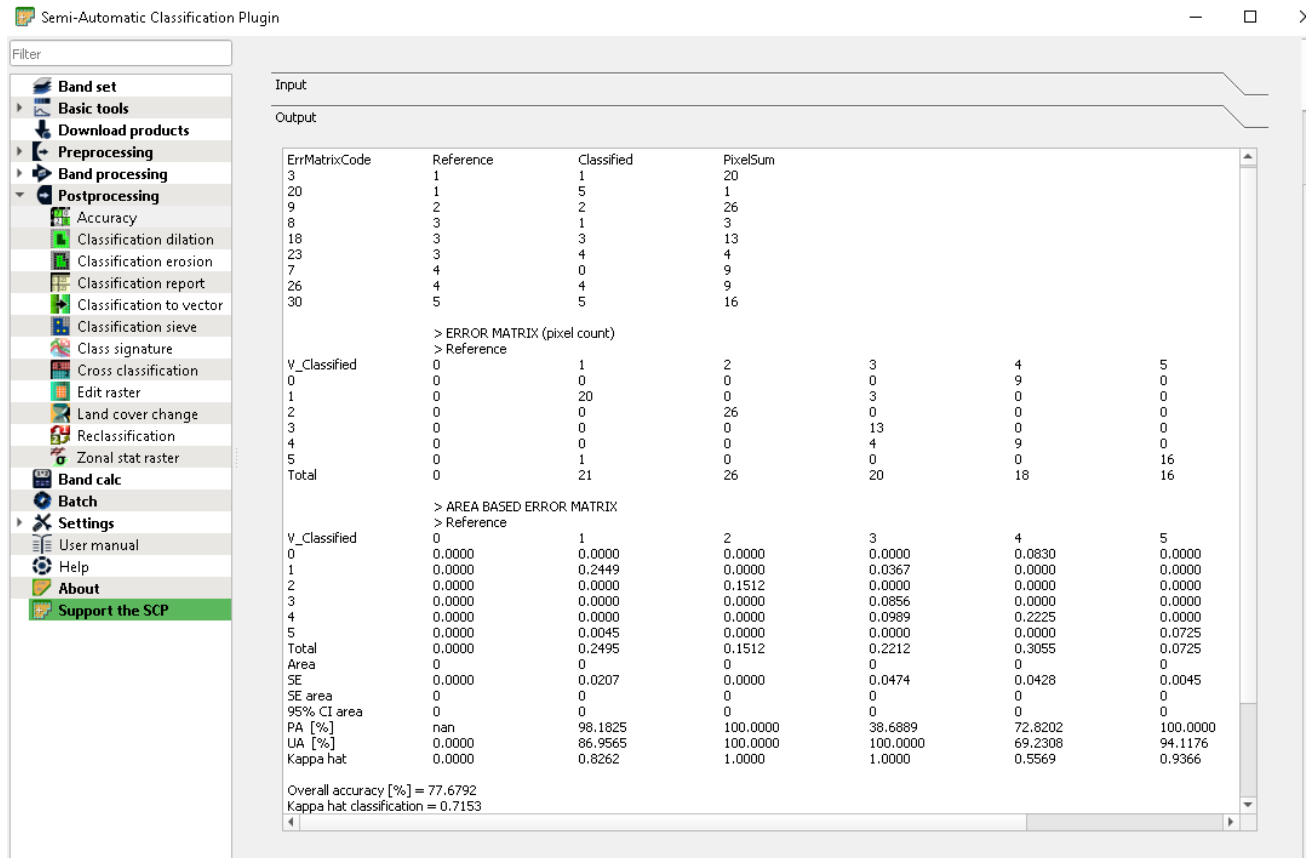 Semi-Automatic Classification Plugin
Filter
Band set
Basic tools
Download products
Preprocessing
Band processing
Postprocessing
Accuracy
Classification dilation
Classification erosion
Classification report
Classification to vector
Classification sieve
Class signature
Cross classification
Edit raster
Land cover change
Reclassification
Zonal stat raster
Band calc
Batch
Settings
User manual
Help
About
Support the SCP
Input
Output
ErrMatrixCode Reference Classified PixelSum
3 1 1 20
20 1 5 1
9 2 2 26
8 3 1 3
18 3 3 13
23 3 4 4
7 4 0 9
26 4 4 9
30 5 5 16
> ERROR MATRIX (pixel count)
> Reference
V_Classified 0 1 2 3 4 5
0 0 0 0 0 9 0
1 0 20 0 3 0 0
2 0 0 26 0 0 0
3 0 0 0 13 0 0
4 0 0 0 4 9 0
5 0 1 0 0 0 16
Total 0 21 26 20 18 16
> AREA BASED ERROR MATRIX
> Reference
V_Classified 0 1 2 3 4 5
0 0.0000 0.0000 0.0000 0.0000 0.0830 0.0000
1 0.0000 0.2449 0.0000 0.0367 0.0000 0.0000
2 0.0000 0.0000 0.1512 0.0000 0.0000 0.0000
3 0.0000 0.0000 0.0000 0.0856 0.0000 0.0000
4 0.0000 0.0000 0.0000 0.0989 0.2225 0.0000
5 0.0000 0.0045 0.0000 0.0000 0.0000 0.0725
Total 0.0000 0.2495 0.1512 0.2212 0.3055 0.0725
Area 0 0 0 0 0 0
SE 0.0000 0.0207 0.0000 0.0474 0.0428 0.0045
SE area 0 0 0 0 0 0
95% CI area 0 0 0 0 0 0
PA [%] nan 98.1825 100.0000 38.6889 72.8202 100.0000
UA [%] 0.0000 86.9565 100.0000 100.0000 69.2308 94.1176
Kappa hat 0.0000 0.8262 1.0000 1.0000 0.5569 0.9366
Overall accuracy [%] = 77.6792
Kappa hat classification = 0.7153